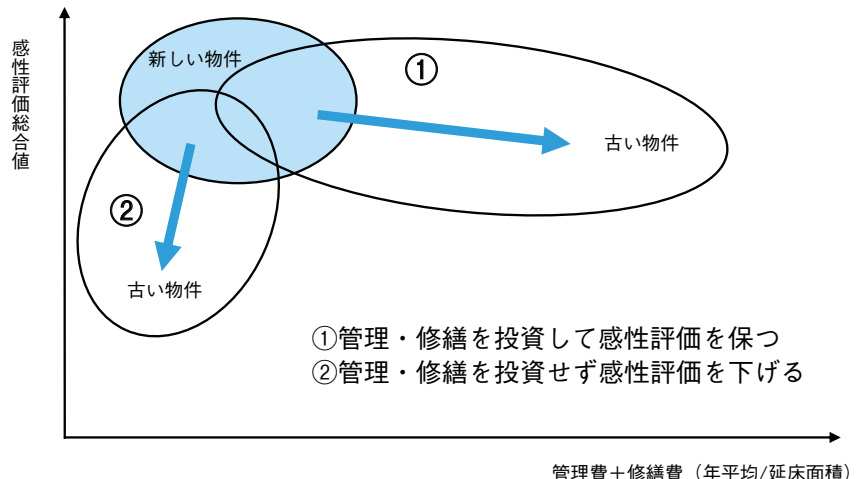 感性評価総合値
新しい物件
①
古い物件
②
古い物件
①管理・修繕を投資して感性評価を保つ
②管理・修繕を投資せず感性評価を下げる
管理費＋修繕費（年平均/延床面積）